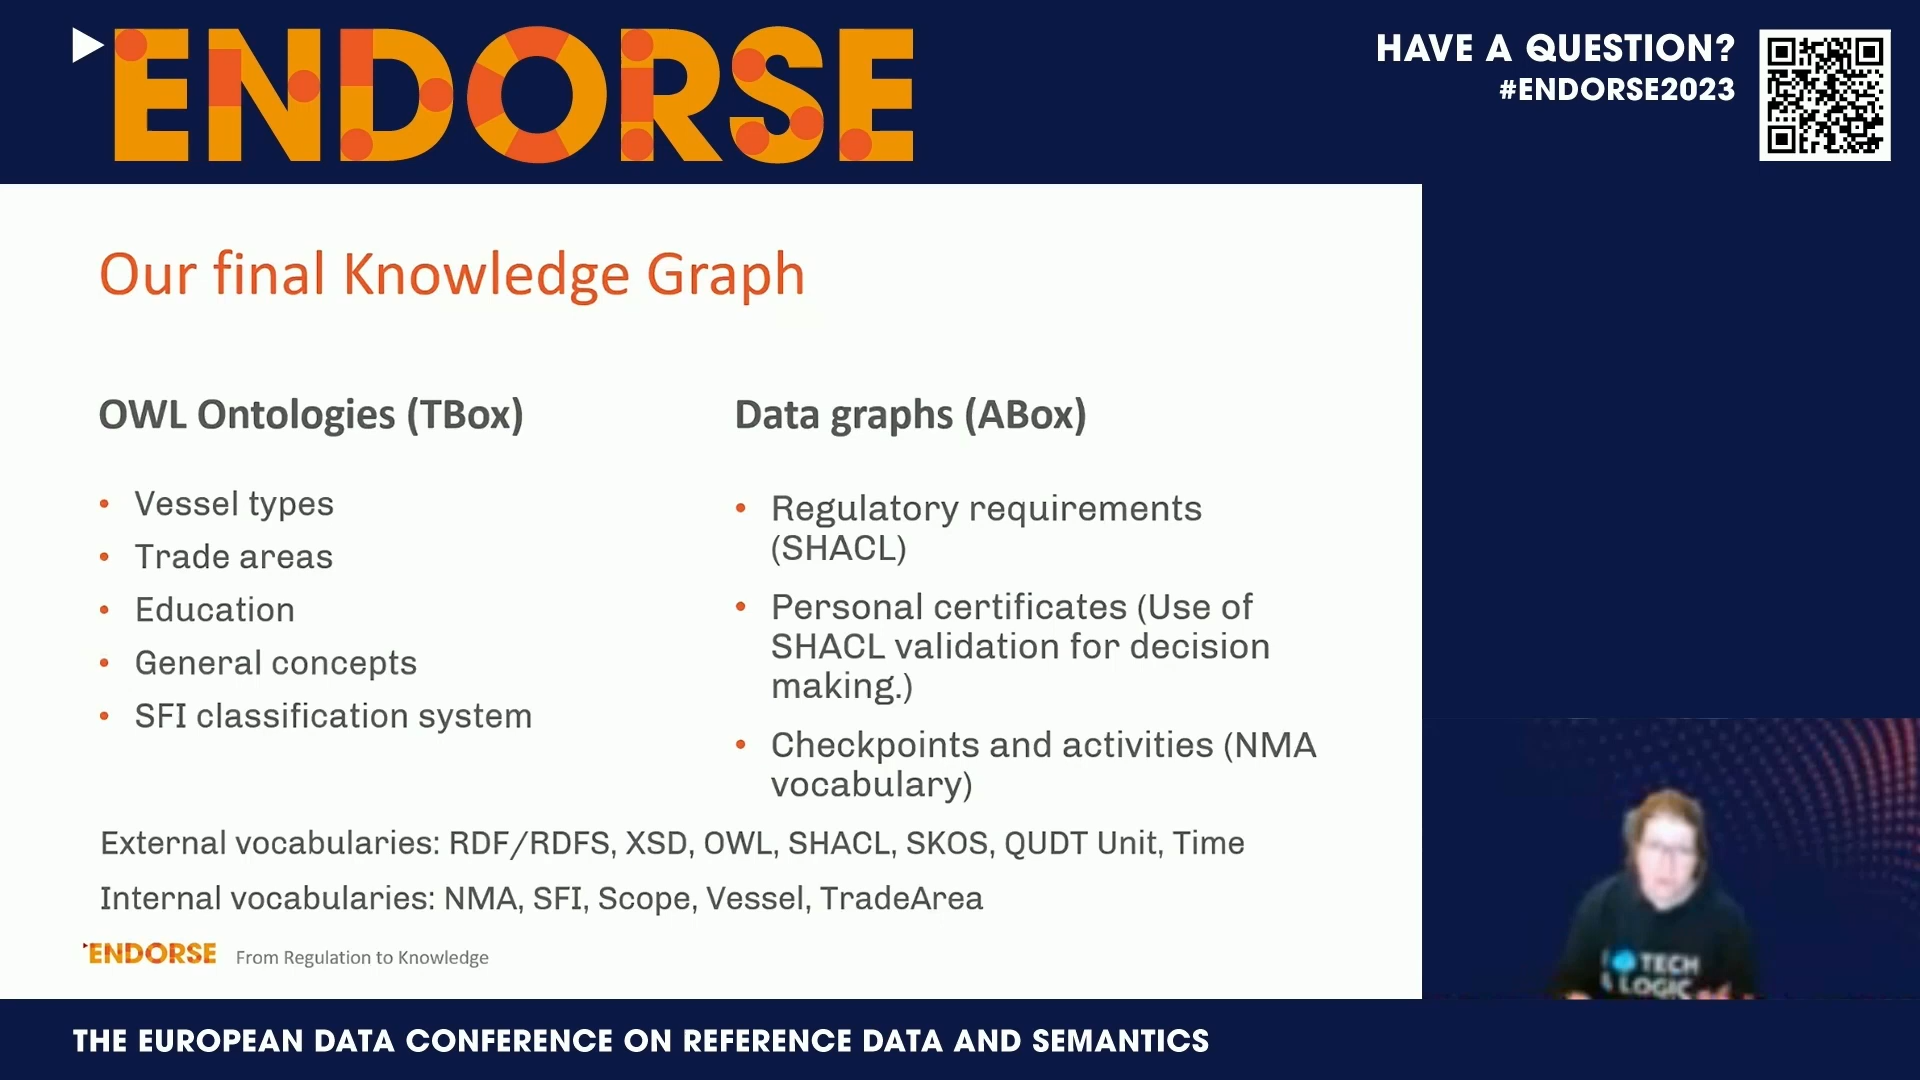 ENDORSE
HAVE A QUESTION?
#ENDORSE2023
Our final Knowledge Graph
OWL Ontologies (TBox)
• Vessel types
• Trade areas
• Education
• General concepts
• SFI classification system
Data graphs (ABox)
• Regulatory requirements
(SHACL)
• Personal certificates (Use of
SHACL validation for decision
making.)
• Checkpoints and activities (NMA
vocabulary)
External vocabularies: RDF/RDFS, XSD, OWL, SHACL, SKOS, QUDT Unit, Time
Internal vocabularies: NMA, SFI, Scope, Vessel, TradeArea
ENDORSE From Regulation to Knowledge
TECH
LOGIC
THE EUROPEAN DATA CONFERENCE ON REFERENCE DATA AND SEMANTICS